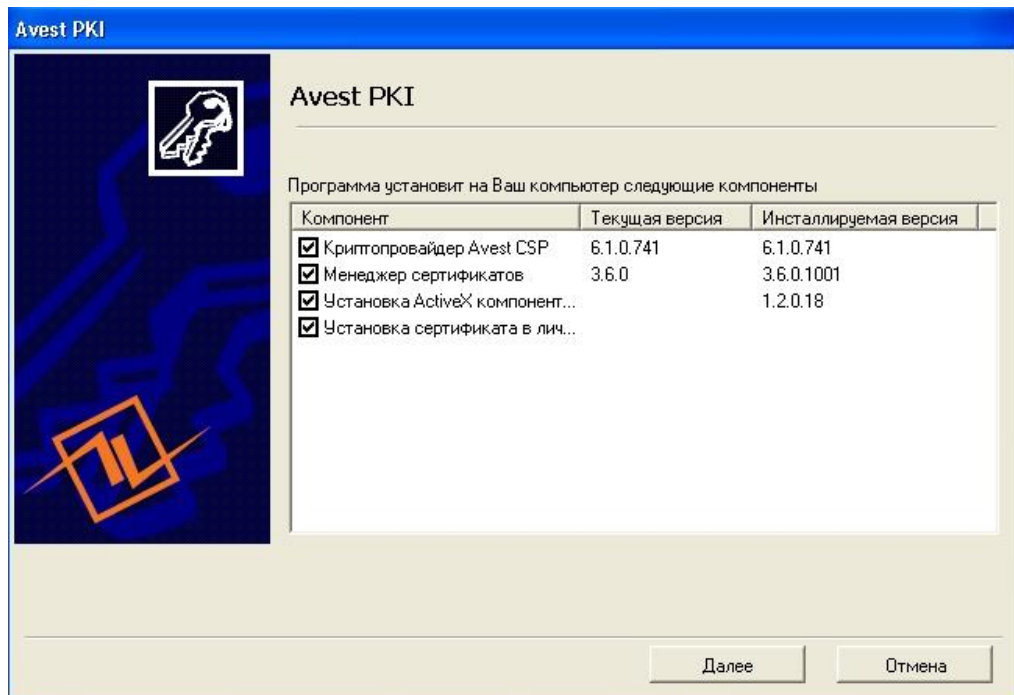 Avest PKI
Avest PKI
Программа установит на Ваш компьютер следующие компоненты
Компонент Текущая версия Инсталлируемая версия
Криптопровайдер Avest CSP 6.1.0.741 6.1.0.741
Менеджер сертификатов 3.6.0 3.6.0.1001
Установка ActiveX компонент... 1.2.0.18
Установка сертификата в лич...
Далее Отмена